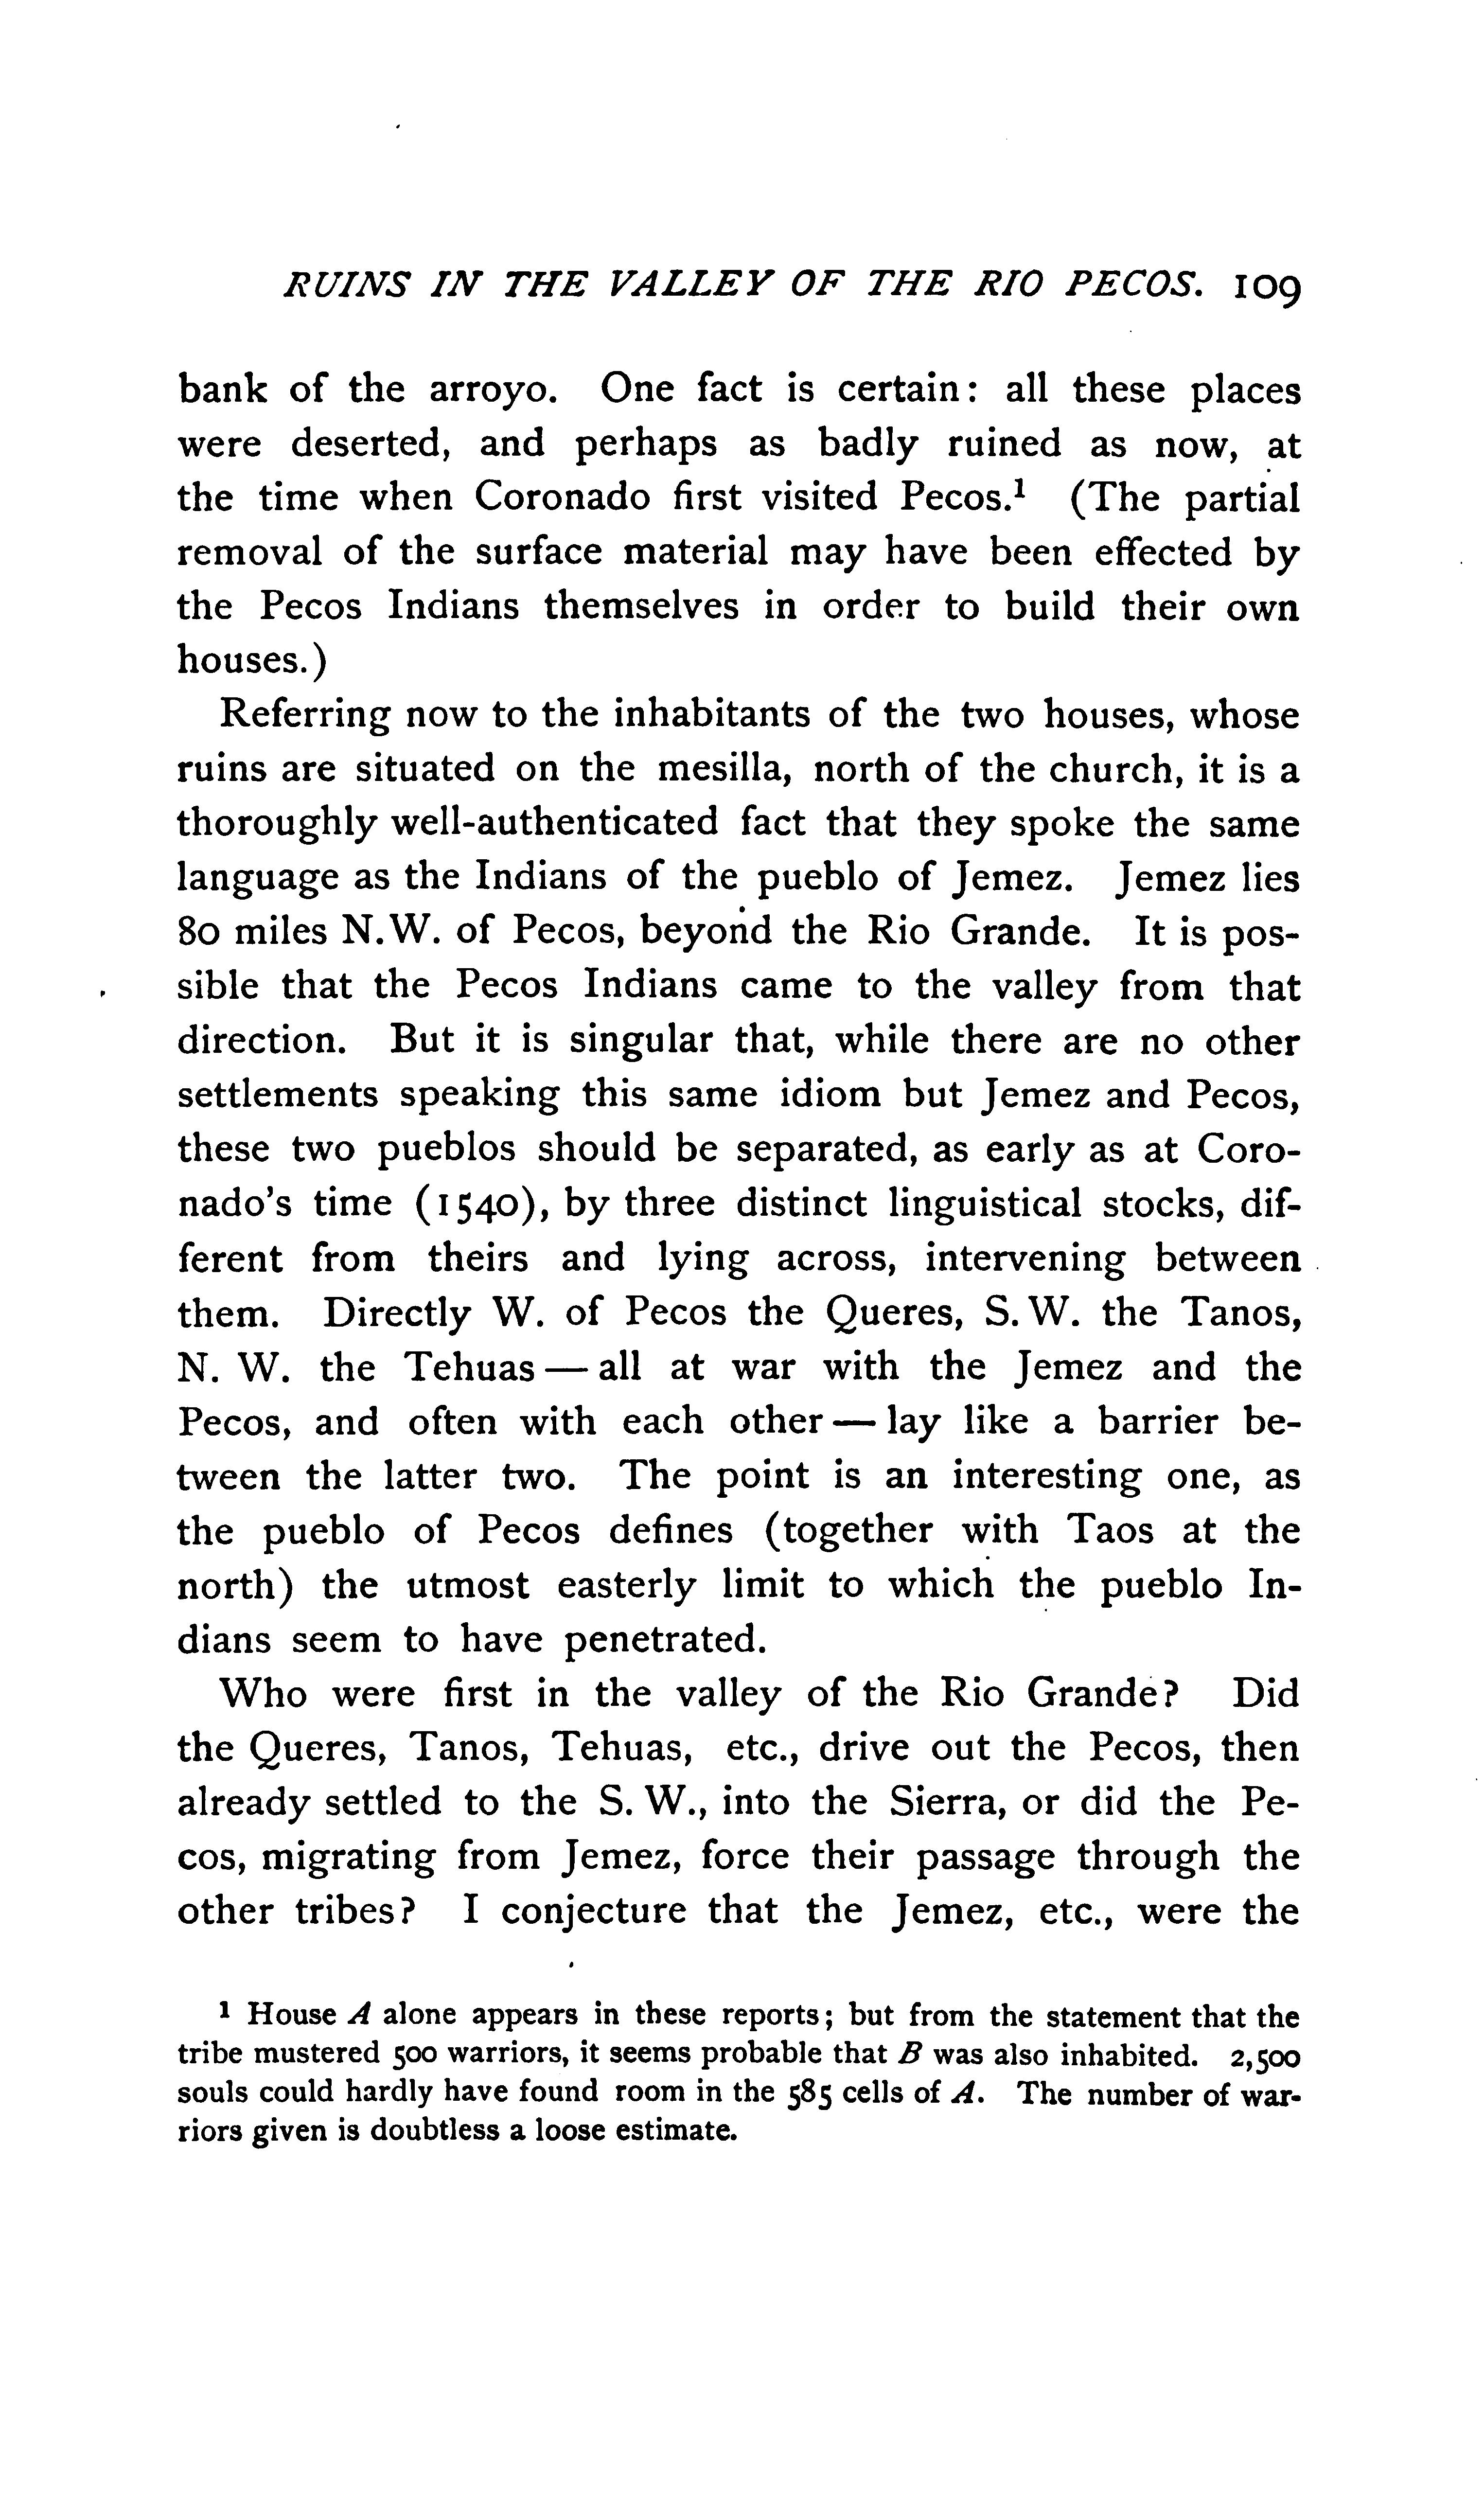 RUINS IN THE VALLEY OF THE RIO PECOS. 109
bank of the arroyo. One fact is certain: all these places
were deserted, and perhaps as badly ruined as now, at
the time when Coronado first visited Pecos.¹ (The partial
removal of the surface material may have been effected by
the Pecos Indians themselves in order to build their own
houses.)
Referring now to the inhabitants of the two houses, whose
ruins are situated on the mesilla, north of the church, it is a
thoroughly well-authenticated fact that they spoke the same
language as the Indians of the pueblo of Jemez. Jemez lies
80 miles N.W. of Pecos, beyond the Rio Grande. It is pos-
sible that the Pecos Indians came to the valley from that
direction. But it is singular that, while there are no other
settlements speaking this same idiom but Jemez and Pecos,
these two pueblos should be separated, as early as at Coro-
nado's time (1540), by three distinct linguistical stocks, dif-
ferent from theirs and lying across, intervening between
them. Directly W. of Pecos the Queres, S. W. the Tanos,
N. W. the Tehuas — all at war with the Jemez and the
Pecos, and often with each other — lay like a barrier be-
tween the latter two. The point is an interesting one, as
the pueblo of Pecos defines (together with Taos at the
north) the utmost easterly limit to which the pueblo In-
dians seem to have penetrated.
Who were first in the valley of the Rio Grande? Did
the Queres, Tanos, Tehuas, etc., drive out the Pecos, then
already settled to the S. W., into the Sierra, or did the Pe-
cos, migrating from Jemez, force their passage through the
other tribes? I conjecture that the Jemez, etc., were the
¹ House A alone appears in these reports; but from the statement that the
tribe mustered 500 warriors, it seems probable that B was also inhabited. 2,500
souls could hardly have found room in the 585 cells of A. The number of war-
riors given is doubtless a loose estimate.